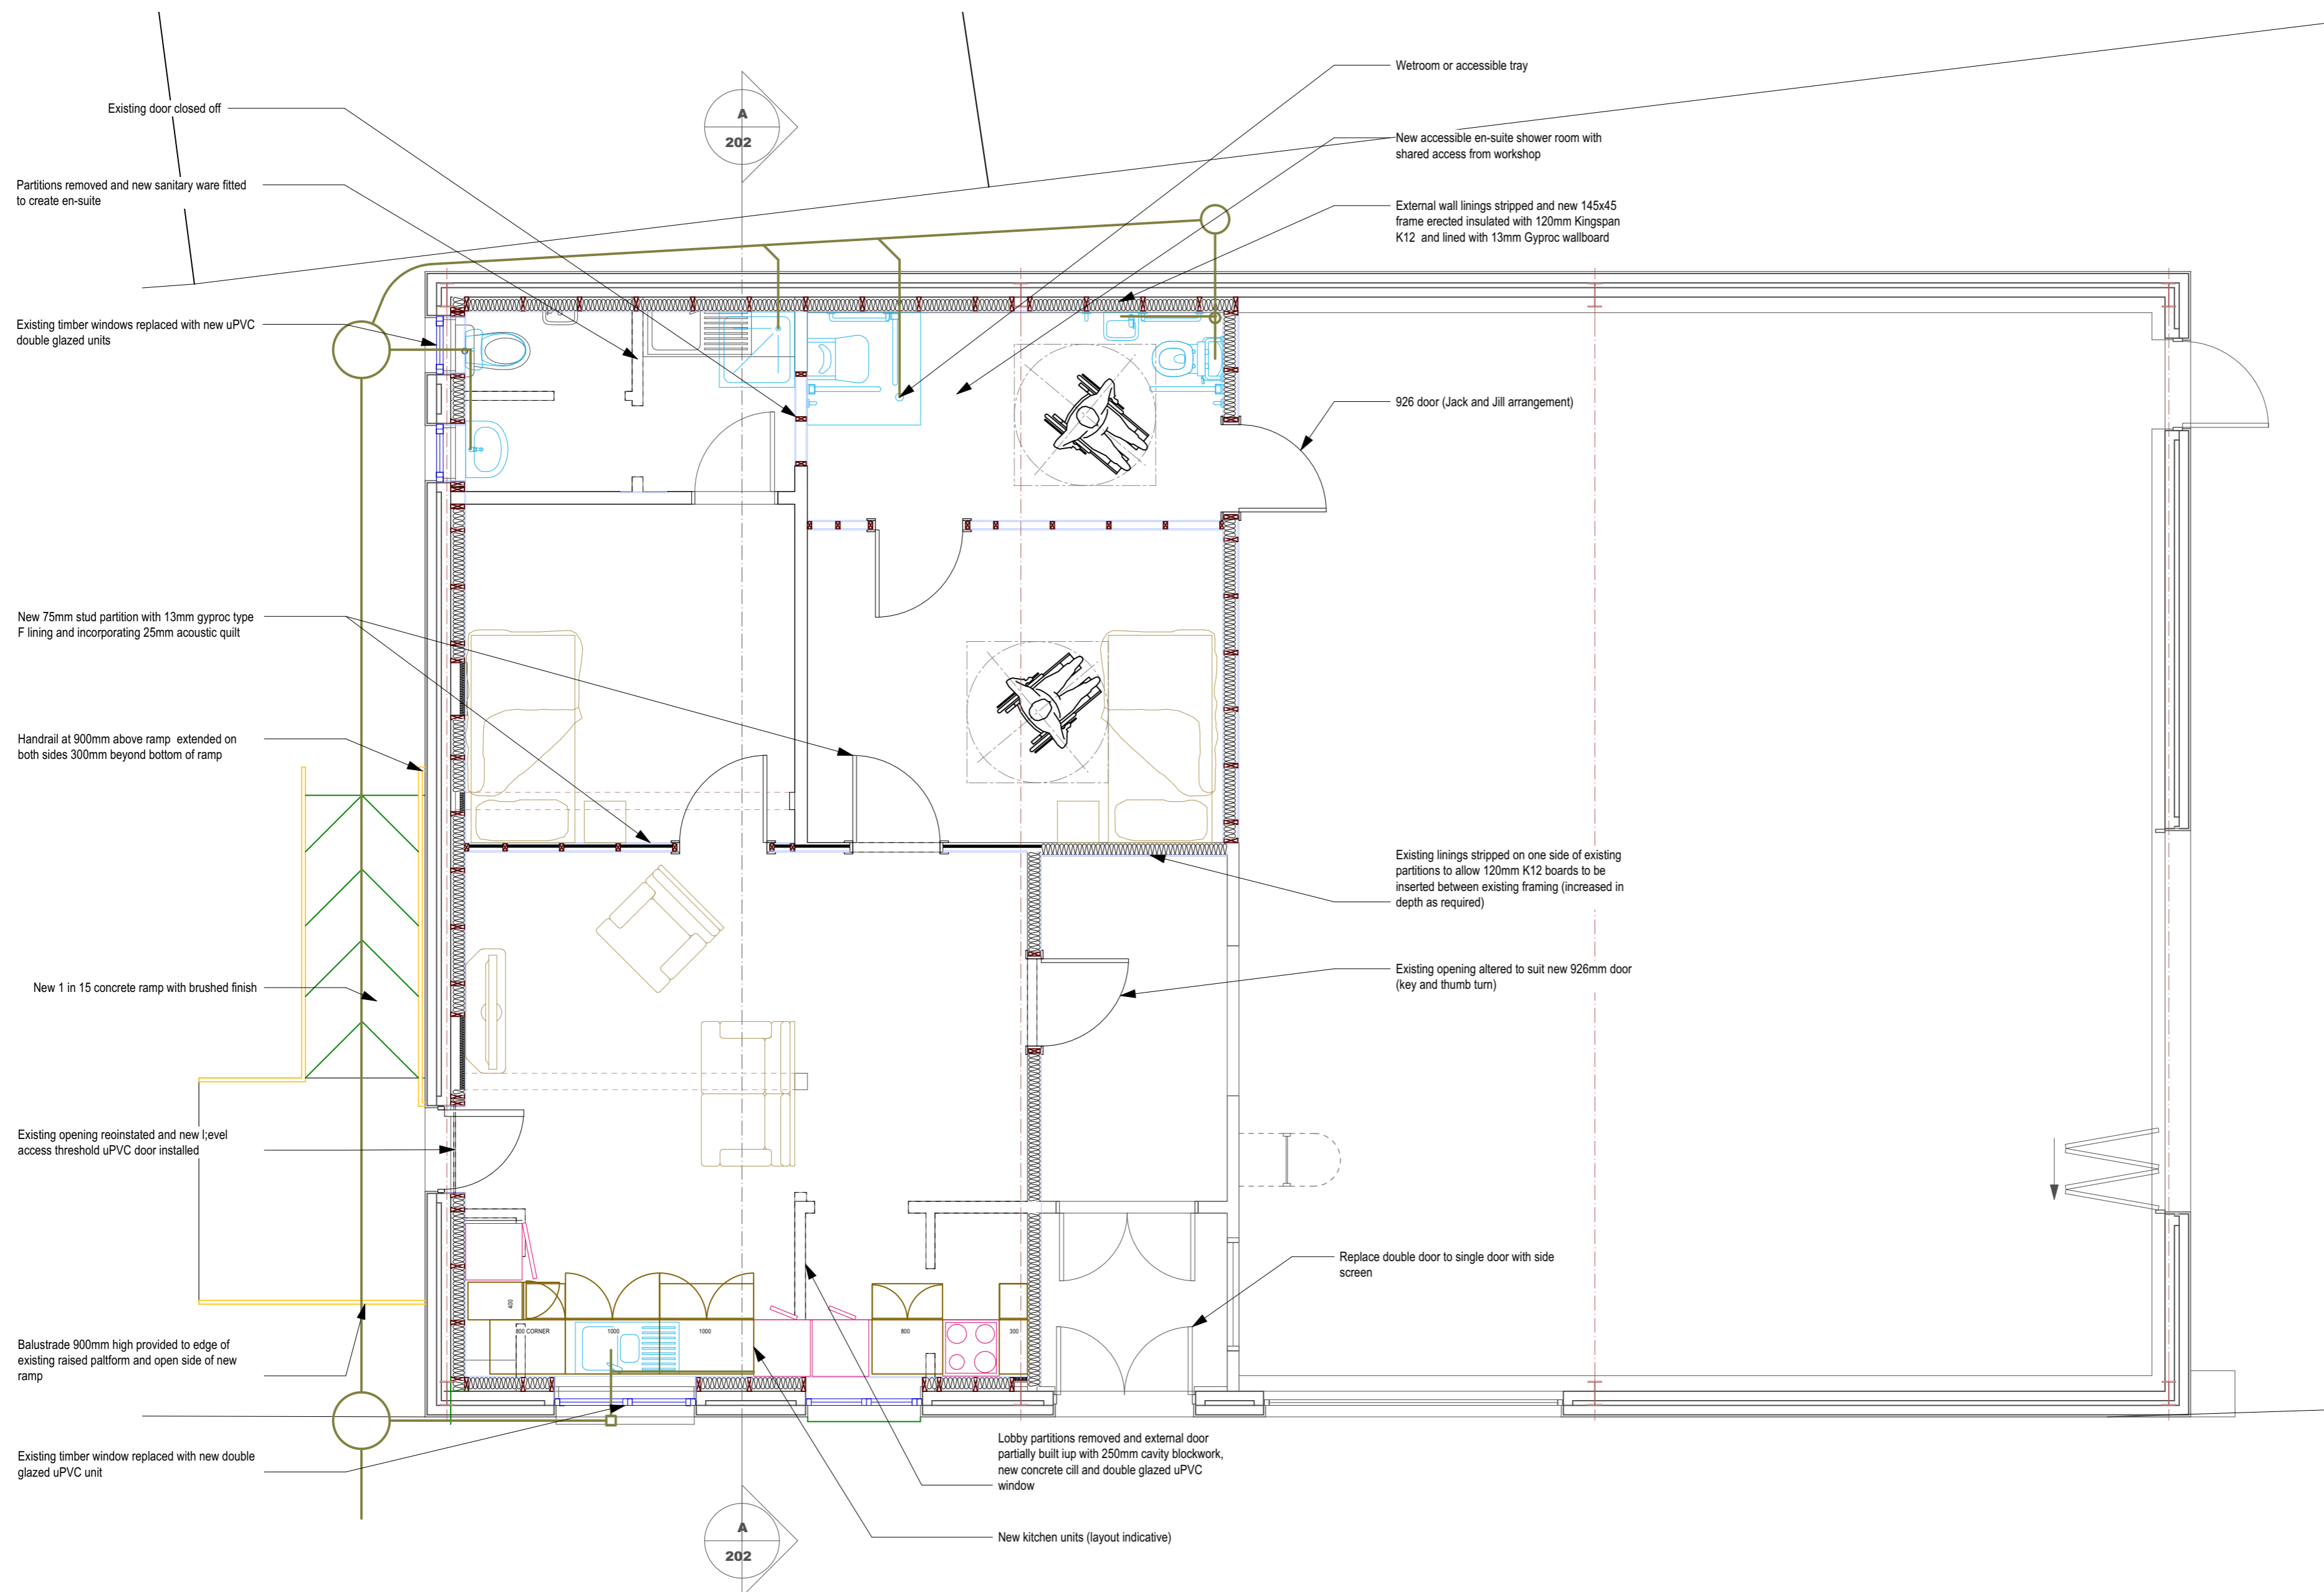 Existing door closed off
Partitions removed and new sanitary ware fitted
to create en-suite
Existing timber windows replaced with new uPVC
double glazed units
New 75mm stud partition with 13mm gyproc type
F lining and incorporating 25mm acoustic quilt
Handrail at 900mm above ramp extended on
both sides 300mm beyond bottom of ramp
New 1 in 15 concrete ramp with brushed finish
Existing opening reoinstated and new l;evel
access threshold uPVC door installed
Balustrade 900mm high provided to edge of
existing raised paltform and open side of new
ramp
Existing timber window replaced with new double
glazed uPVC unit
A
202
Wetroom or accessible tray
New accessible en-suite shower room with
shared access from workshop
External wall linings stripped and new 145x45
frame erected insulated with 120mm Kingspan
K12 and lined with 13mm Gyproc wallboard
926 door (Jack and Jill arrangement)
Existing linings stripped on one side of existing
partitions to allow 120mm K12 boards to be
inserted between existing framing (increased in
depth as required)
Existing opening altered to suit new 926mm door
(key and thumb turn)
Replace double door to single door with side
screen
400
800 CORNER
1000
1000
800
300
Lobby partitions removed and external door
partially built iup with 250mm cavity blockwork,
new concrete cill and double glazed uPVC
window
New kitchen units (layout indicative)
A
202